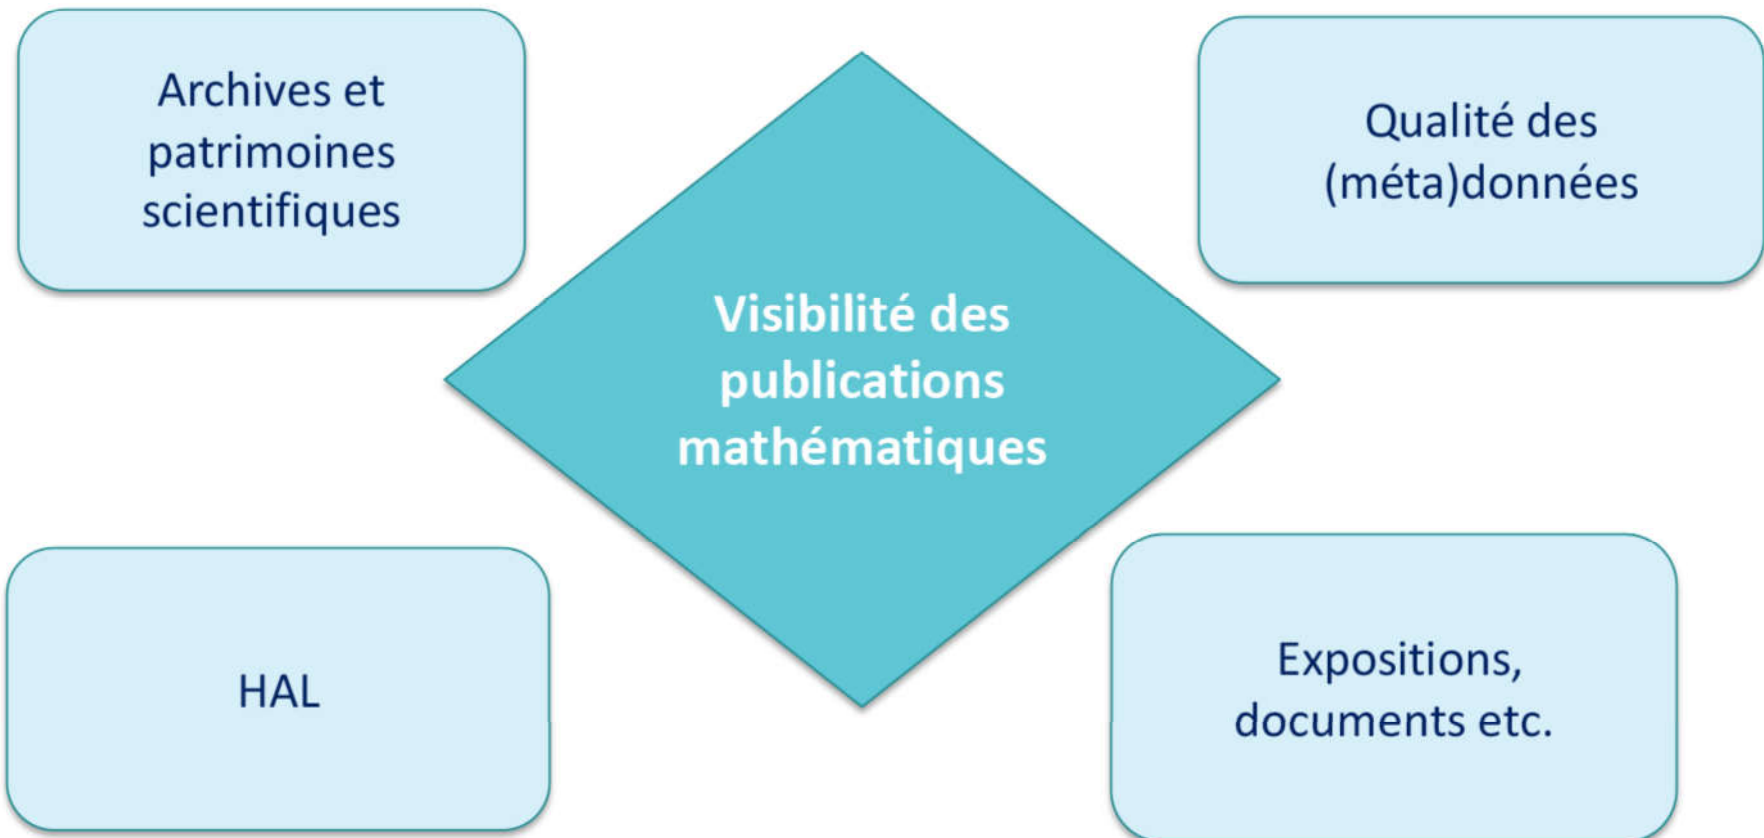 Archives et
patrimoines
scientifiques
Qualité des
(méta)données
Visibilité des
publications
mathématiques
HAL
Expositions,
documents etc.